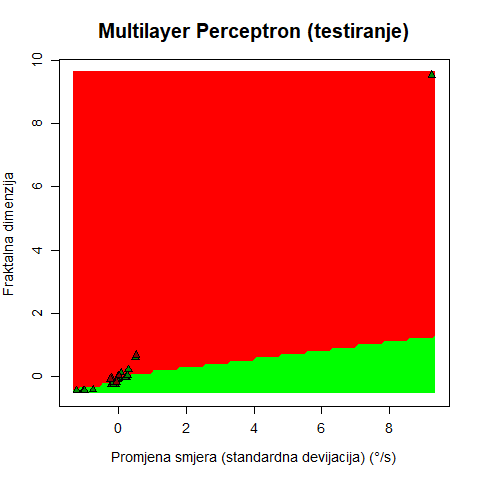 Multilayer Perceptron (testiranje)
Fraktalna dimenzija
10
8
6
4
2
0
0 2 4 6 8
Promjena smjera (standardna devijacija) (°/s)